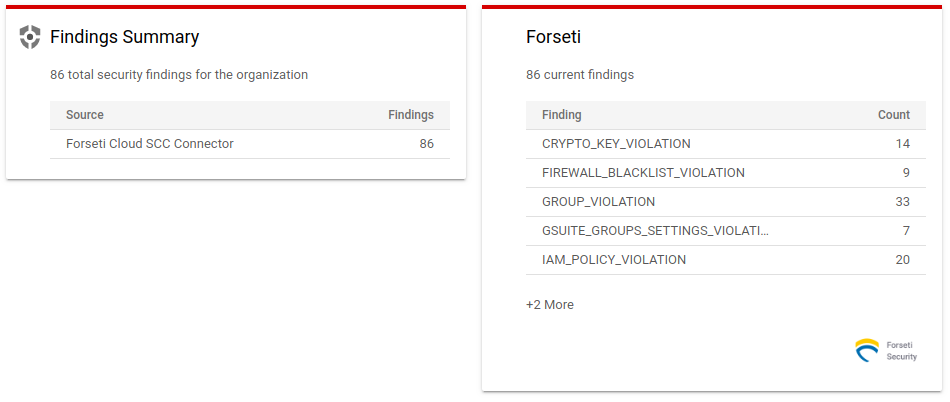 Findings Summary
86 total security findings for the organization
Source Findings
Forseti Cloud SCC Connector 86
Forseti
86 current findings
Finding Count
CRYPTO_KEY_VIOLATION 14
FIREWALL_BLACKLIST_VIOLATION 9
GROUP_VIOLATION 33
GSUITE_GROUPS_SETTINGS_VIOLATI... 7
IAM_POLICY_VIOLATION 20
+2 More
Forseti
Security